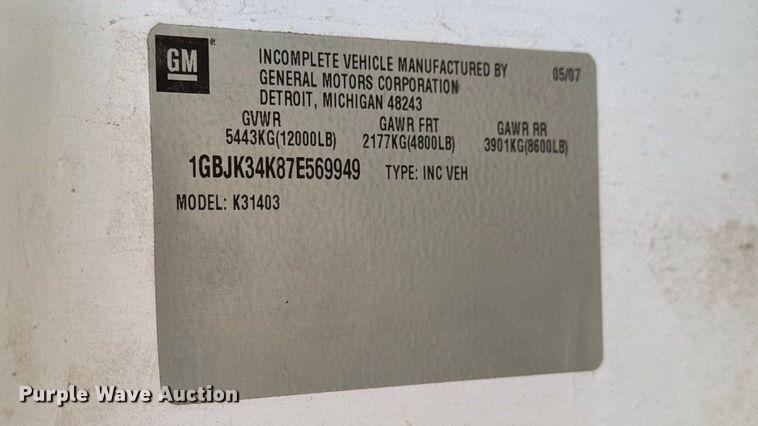 GM®
INCOMPLETE VEHICLE MANUFACTURED BY 05/07
GENERAL MOTORS CORPORATION
DETROIT, MICHIGAN 48243
GVWR GAWR FRT GAWR RR
5443KG(12000LB) 2177KG(4800LB) 3901KG(8600LB)
1GBJK34K87E569949 TYPE: INC VEH
MODEL: K31403
Purple Wave Auction®